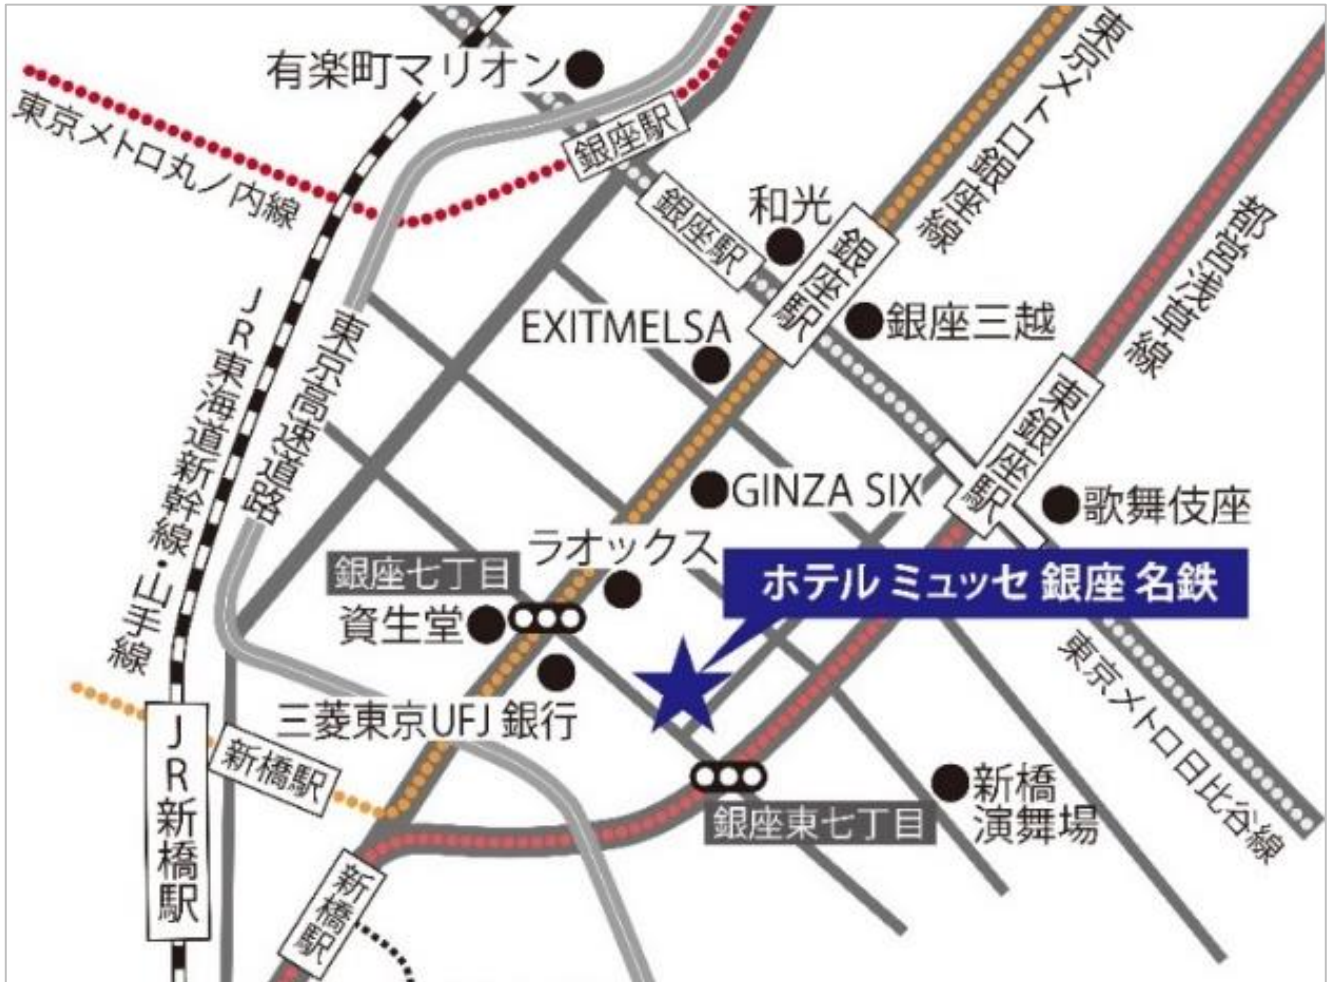 有楽町マリオン
東京メトロ丸ノ内線
銀座駅
東京メトロ銀座線
銀座駅
和光
銀座駅
都営浅草線
EXITMELSA
銀座三越
JR東海道新幹線・山手線
東京高速道路
東銀座駅
GINZA SIX
歌舞伎座
ラオックス
銀座七丁目
ホテル ミュッセ 銀座 名鉄
資生堂
東京メトロ日比谷線
三菱東京UFJ 銀行
JR新橋駅
新橋駅
新橋
演舞場
銀座東七丁目
新橋駅